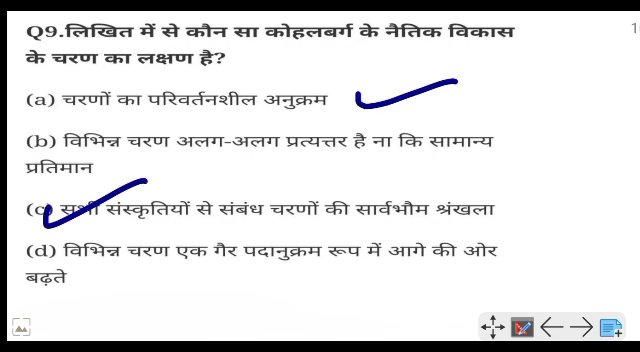 Q9.लिखित में से कौन सा कोहलबर्ग के नैतिक विकास
के चरण का लक्षण है?
(a) चरणों का परिवर्तनशील अनुक्रम
(b) विभिन्न चरण अलग-अलग प्रत्यत्तर है ना कि सामान्य
प्रतिमान
(c) सभी संस्कृतियों से संबंध चरणों की सार्वभौम श्रंखला
(d) विभिन्न चरण एक गैर पदानुक्रम रूप में आगे की ओर
बढ़ते